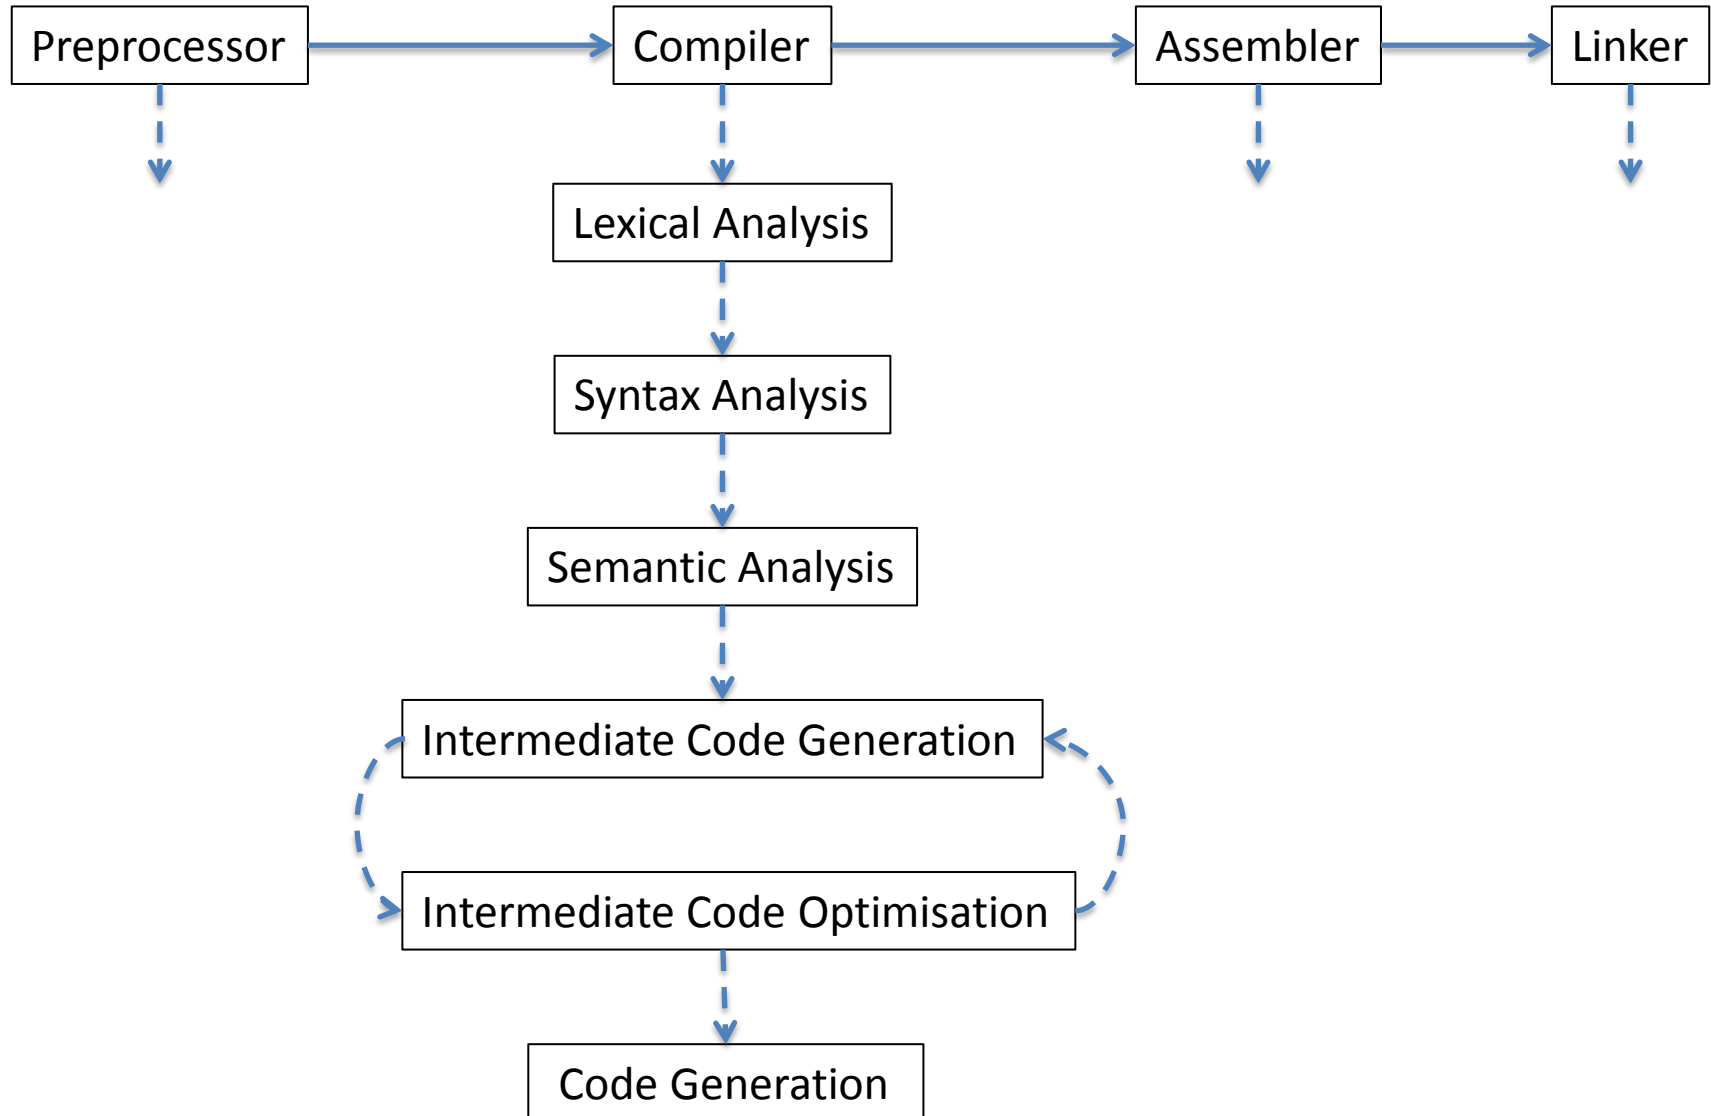 Preprocessor
Compiler
Assembler
Linker
Lexical Analysis
Syntax Analysis
Semantic Analysis
Intermediate Code Generation
Intermediate Code Optimisation
Code Generation